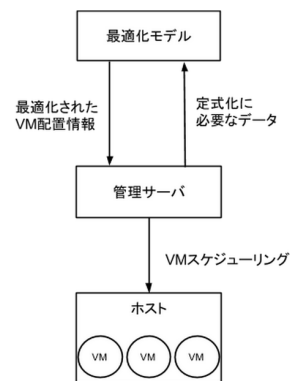 最適化モデル
最適化された
VM配置情報
定式化に
必要なデータ
管理サーバ
VMスケジューリング
ホスト
VM
VM
VM